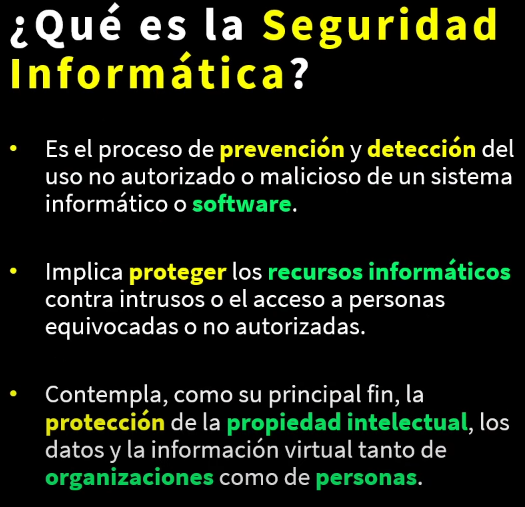 ¿Qué es la Seguridad
Informática?
• Es el proceso de prevención y detección del
uso no autorizado o malicioso de un sistema
informático o software.
• Implica proteger los recursos informáticos
contra intrusos o el acceso a personas
equivocadas o no autorizadas.
• Contempla, como su principal fin, la
protección de la propiedad intelectual, los
datos y la información virtual tanto de
organizaciones como de personas.